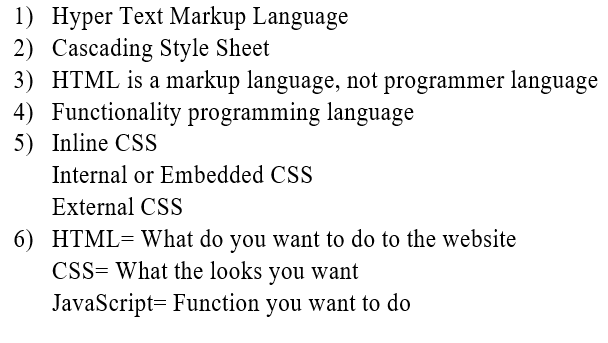 1) Hyper Text Markup Language
2) Cascading Style Sheet
3) HTML is a markup language, not programmer language
4) Functionality programming language
5) Inline CSS
Internal or Embedded CSS
External CSS
6) HTML= What do you want to do to the website
CSS= What the looks you want
JavaScript= Function you want to do